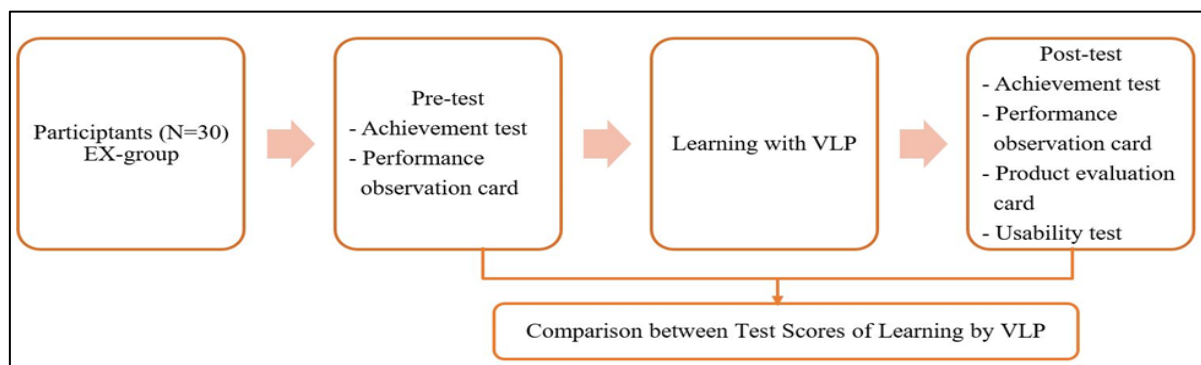 Participtants (N=30)
EX-group
Pre-test
- Achievement test
- Performance
observation card
Learning with VLP
Post-test
- Achievement test
- Performance
observation card
- Product evaluation
card
- Usability test
Comparison between Test Scores of Learning by VLP